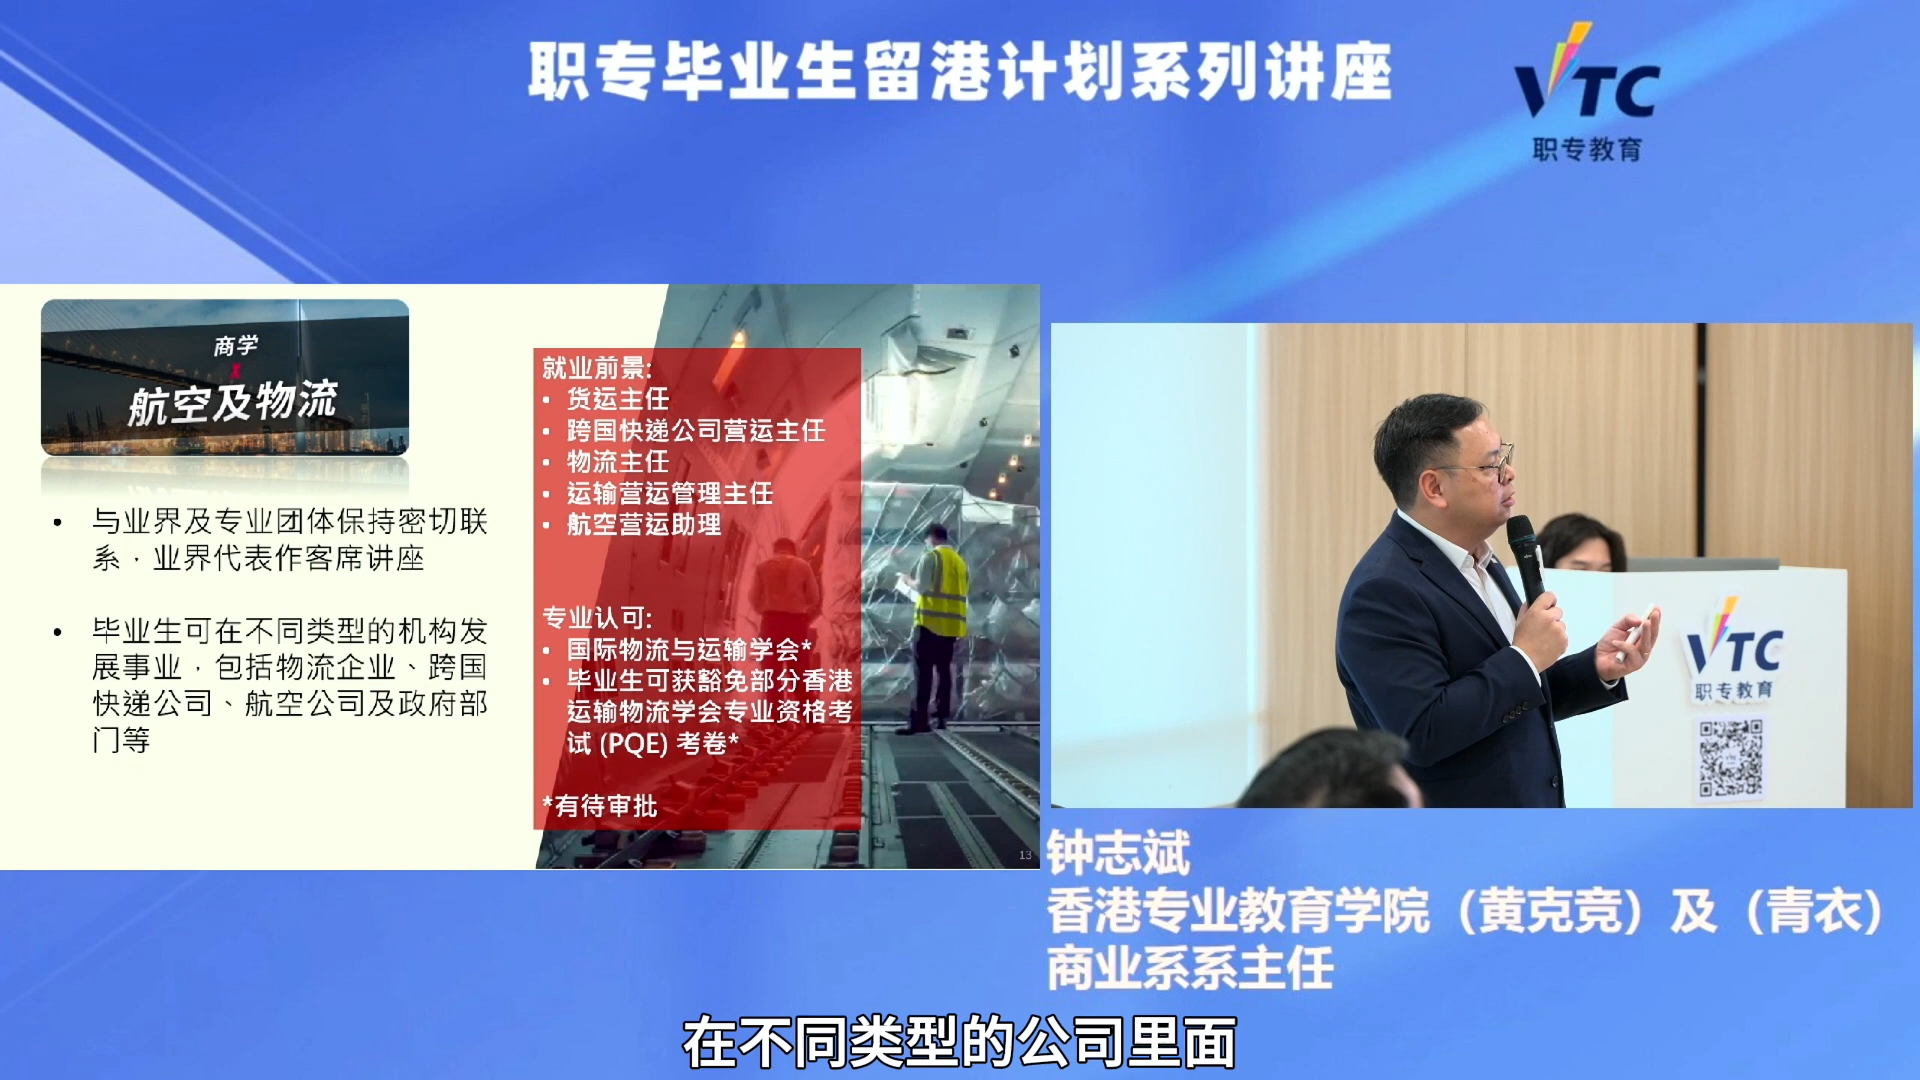 职专毕业生留港计划系列讲座
VTC
职专教育
商学
x
航空及物流
• 与业界及专业团体保持密切联
系，业界代表作客席讲座
• 毕业生可在不同类型的机构发
展事业，包括物流企业、跨国
快递公司、航空公司及政府部
门等
就业前景:
• 货运主任
• 跨国快递公司营运主任
• 物流主任
• 运输营运管理主任
• 航空营运助理
专业认可:
• 国际物流与运输学会*
• 毕业生可获豁免部分香港
运输物流学会专业资格考
试 (PQE) 考卷*
*有待审批
13
VTC
职专教育
钟志斌
香港专业教育学院（黄克竞）及（青衣）
商业系系主任
在不同类型的公司里面